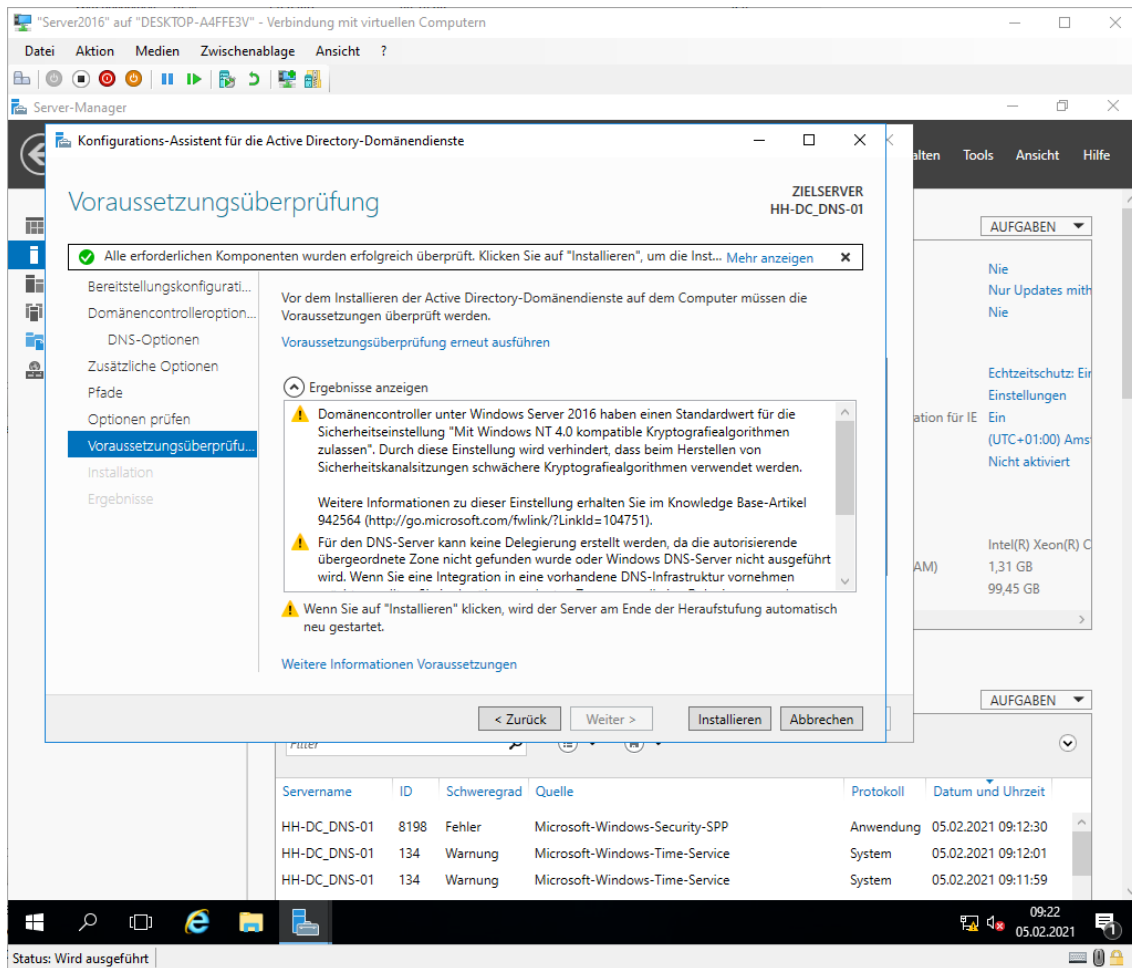 "Server2016" auf "DESKTOP-A4FFE3V" - Verbindung mit virtuellen Computern
Datei Aktion Medien Zwischenablage Ansicht ?
Server-Manager
Konfigurations-Assistent für die Active Directory-Domänendienste
alten Tools Ansicht Hilfe
Voraussetzungsüberprüfung
ZIELSERVER
HH-DC_DNS-01
Alle erforderlichen Komponenten wurden erfolgreich überprüft. Klicken Sie auf "Installieren", um die Inst... Mehr anzeigen
Bereitstellungskonfigurati...
Domänencontrolleroption...
DNS-Optionen
Zusätzliche Optionen
Pfade
Optionen prüfen
Voraussetzungsüberprüfu...
Installation
Ergebnisse
Vor dem Installieren der Active Directory-Domänendienste auf dem Computer müssen die
Voraussetzungen überprüft werden.
Voraussetzungsüberprüfung erneut ausführen
Ergebnisse anzeigen
Domänencontroller unter Windows Server 2016 haben einen Standardwert für die
Sicherheitseinstellung "Mit Windows NT 4.0 kompatible Kryptografiealgorithmen
zulassen". Durch diese Einstellung wird verhindert, dass beim Herstellen von
Sicherheitskanalsitzungen schwächere Kryptografiealgorithmen verwendet werden.
Weitere Informationen zu dieser Einstellung erhalten Sie im Knowledge Base-Artikel
942564 (http://go.microsoft.com/fwlink/?LinkId=104751).
Für den DNS-Server kann keine Delegierung erstellt werden, da die autorisierende
übergeordnete Zone nicht gefunden wurde oder Windows DNS-Server nicht ausgeführt
wird. Wenn Sie eine Integration in eine vorhandene DNS-Infrastruktur vornehmen
Wenn Sie auf "Installieren" klicken, wird der Server am Ende der Heraufstufung automatisch
neu gestartet.
Weitere Informationen Voraussetzungen
< Zurück Weiter > Installieren Abbrechen
AUFGABEN
Nie
Nur Updates mith
Nie
Echtzeitschutz: Ein
Einstellungen
ation für IE Ein
(UTC+01:00) Ams
Nicht aktiviert
Intel(R) Xeon(R) C
AM) 1,31 GB
99,45 GB
AUFGABEN
Filter
Servername ID Schweregrad Quelle Protokoll Datum und Uhrzeit
HH-DC_DNS-01 8198 Fehler Microsoft-Windows-Security-SPP Anwendung 05.02.2021 09:12:30
HH-DC_DNS-01 134 Warnung Microsoft-Windows-Time-Service System 05.02.2021 09:12:01
HH-DC_DNS-01 134 Warnung Microsoft-Windows-Time-Service System 05.02.2021 09:11:59
09:22
05.02.2021
1
Status: Wird ausgeführt